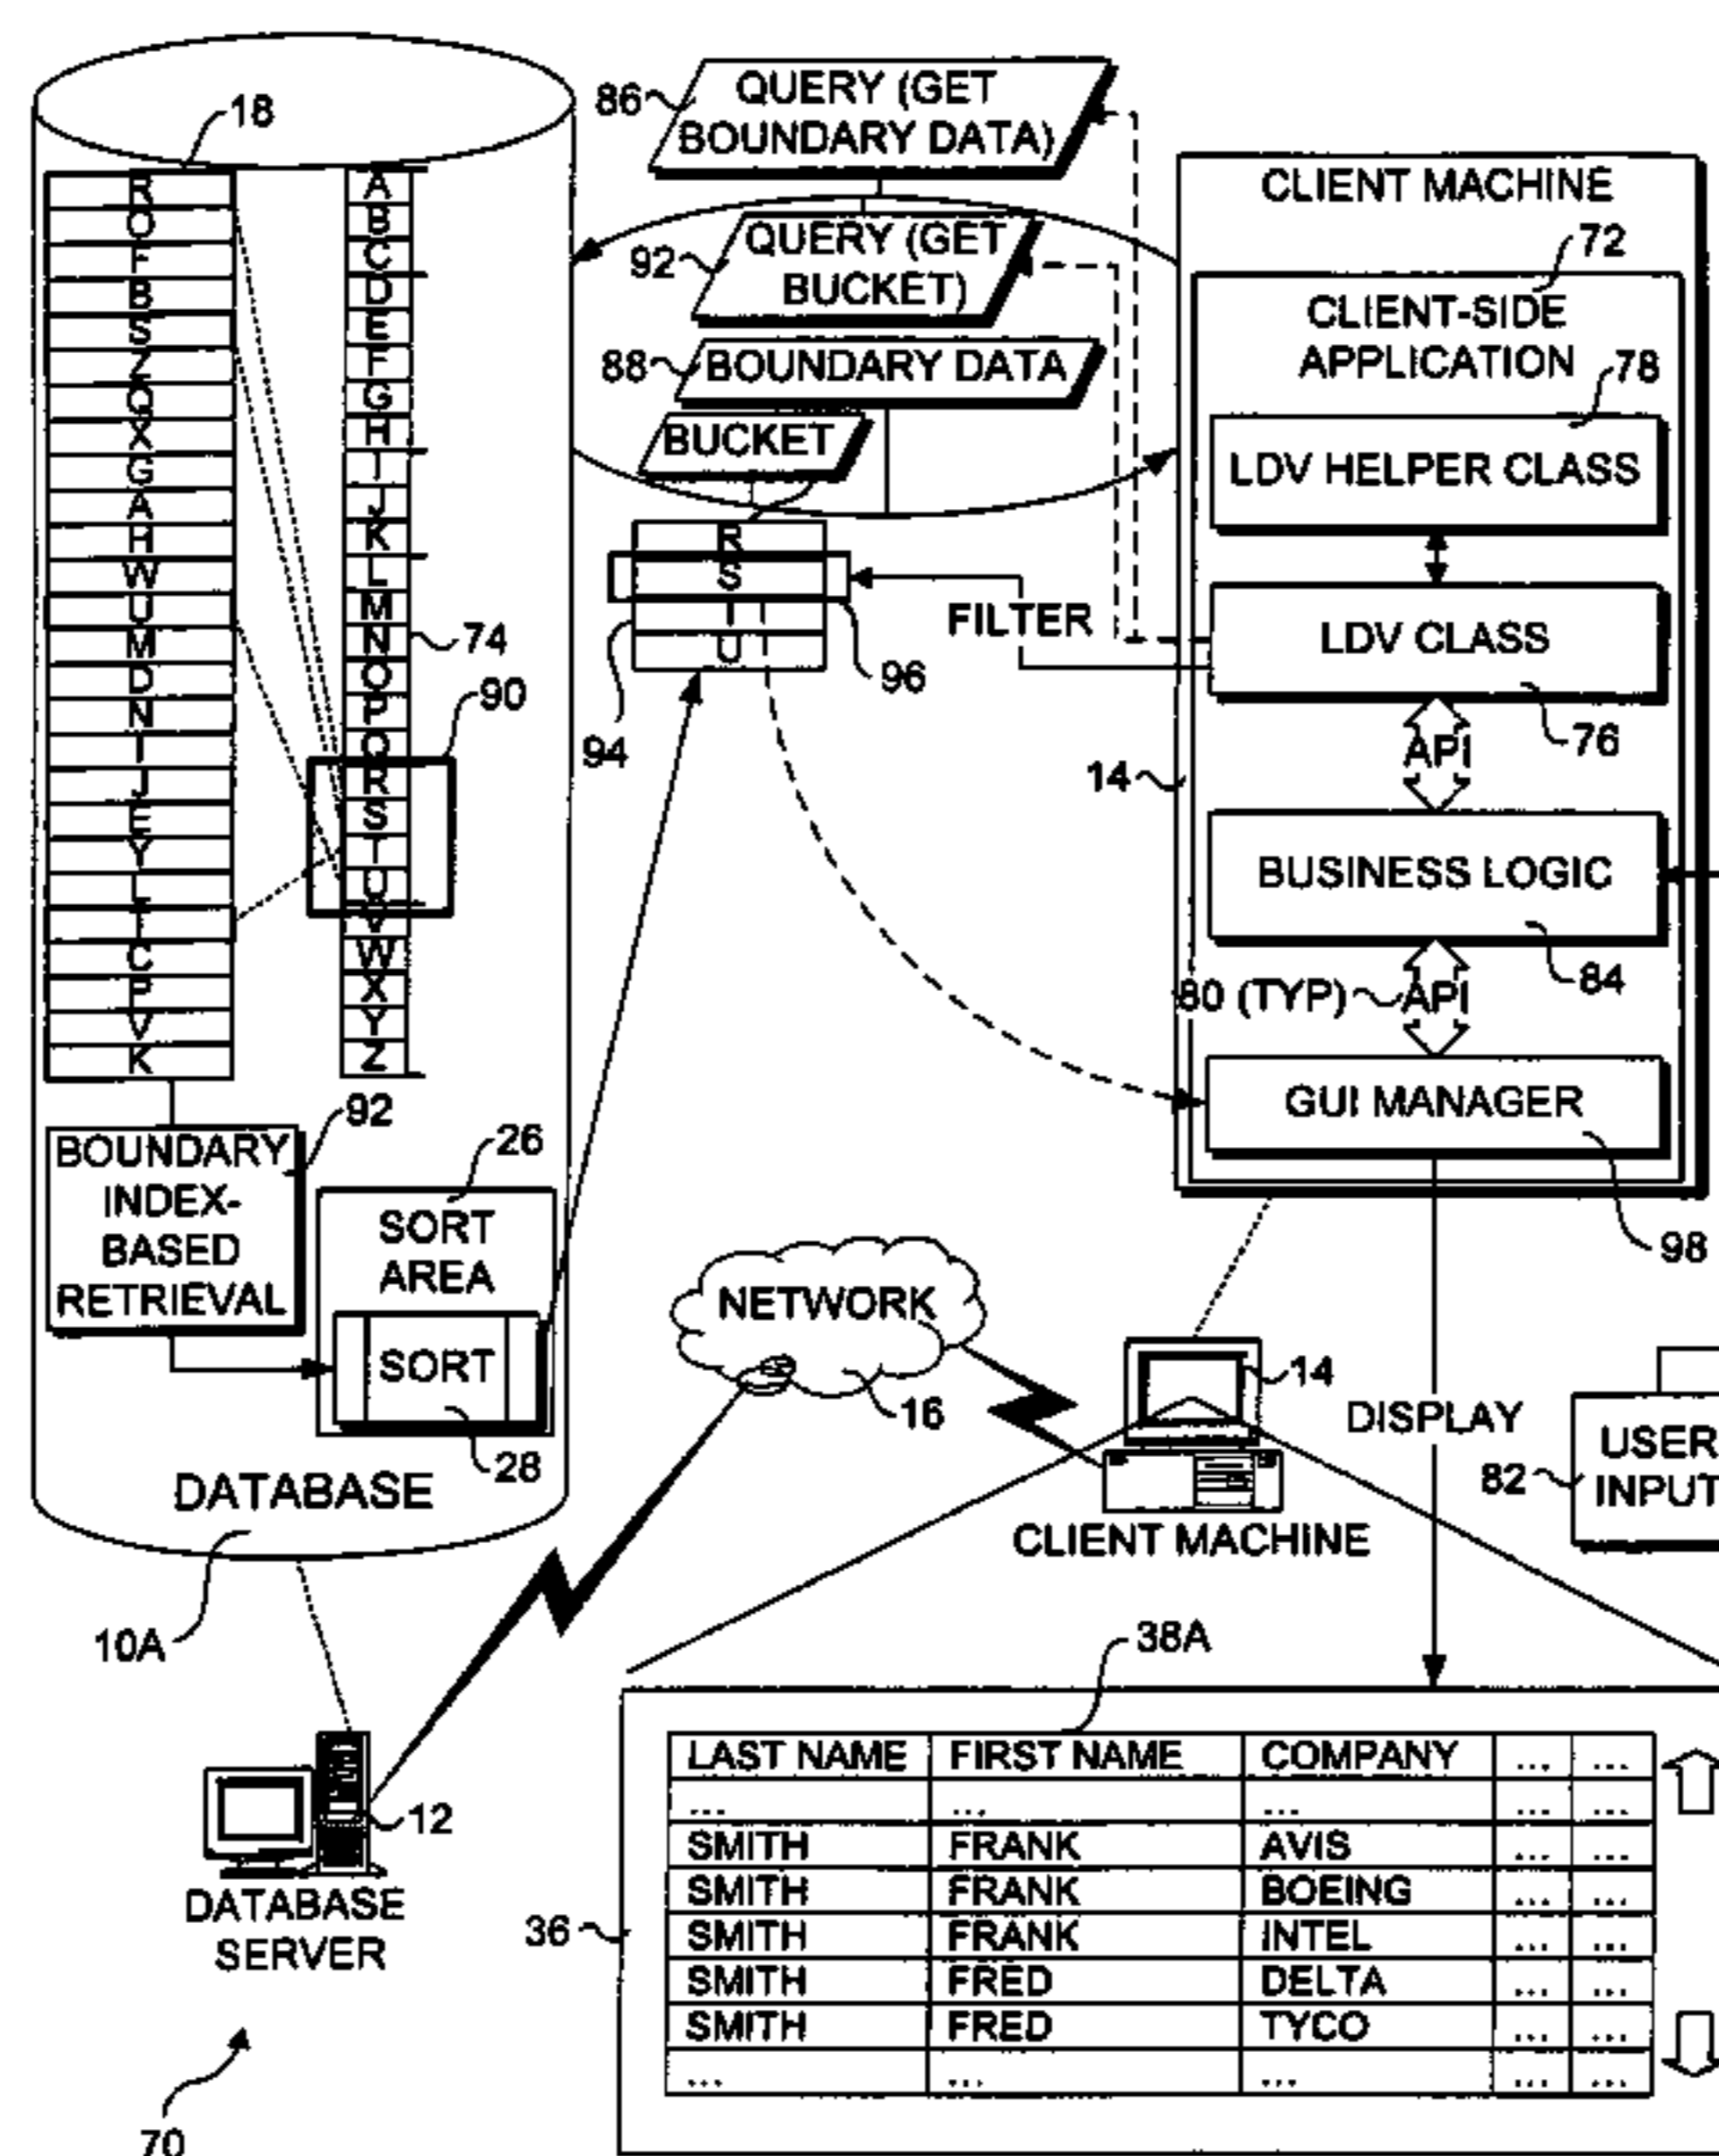 86
QUERY (GET
BOUNDARY DATA)
18
R
O
F
B
S
Z
Q
X
G
A
H
W
U
M
D
N
I
J
E
Y
L
T
C
P
V
K
A
B
C
D
E
F
G
H
I
J
K
L
M
N
O
P
Q
R
S
T
U
V
W
X
Y
Z
74
90
92
QUERY (GET
BUCKET)
88
BOUNDARY DATA
BUCKET
R
S
T
U
94
96
FILTER
CLIENT MACHINE
72
CLIENT-SIDE
APPLICATION
78
LDV HELPER CLASS
LDV CLASS
76
API
14
BUSINESS LOGIC
84
80 (TYP)
API
GUI MANAGER
98
92
BOUNDARY
INDEX-
BASED
RETRIEVAL
26
SORT
AREA
SORT
28
DATABASE
10A
NETWORK
16
14
CLIENT MACHINE
DISPLAY
82
USER
INPUT
12
DATABASE
SERVER
70
38A
36
LAST NAME FIRST NAME COMPANY ... ...
... ... ... ... ...
SMITH FRANK AVIS ... ...
SMITH FRANK BOEING ... ...
SMITH FRANK INTEL ... ...
SMITH FRED DELTA ... ...
SMITH FRED TYCO ... ...
... ... ... ... ...